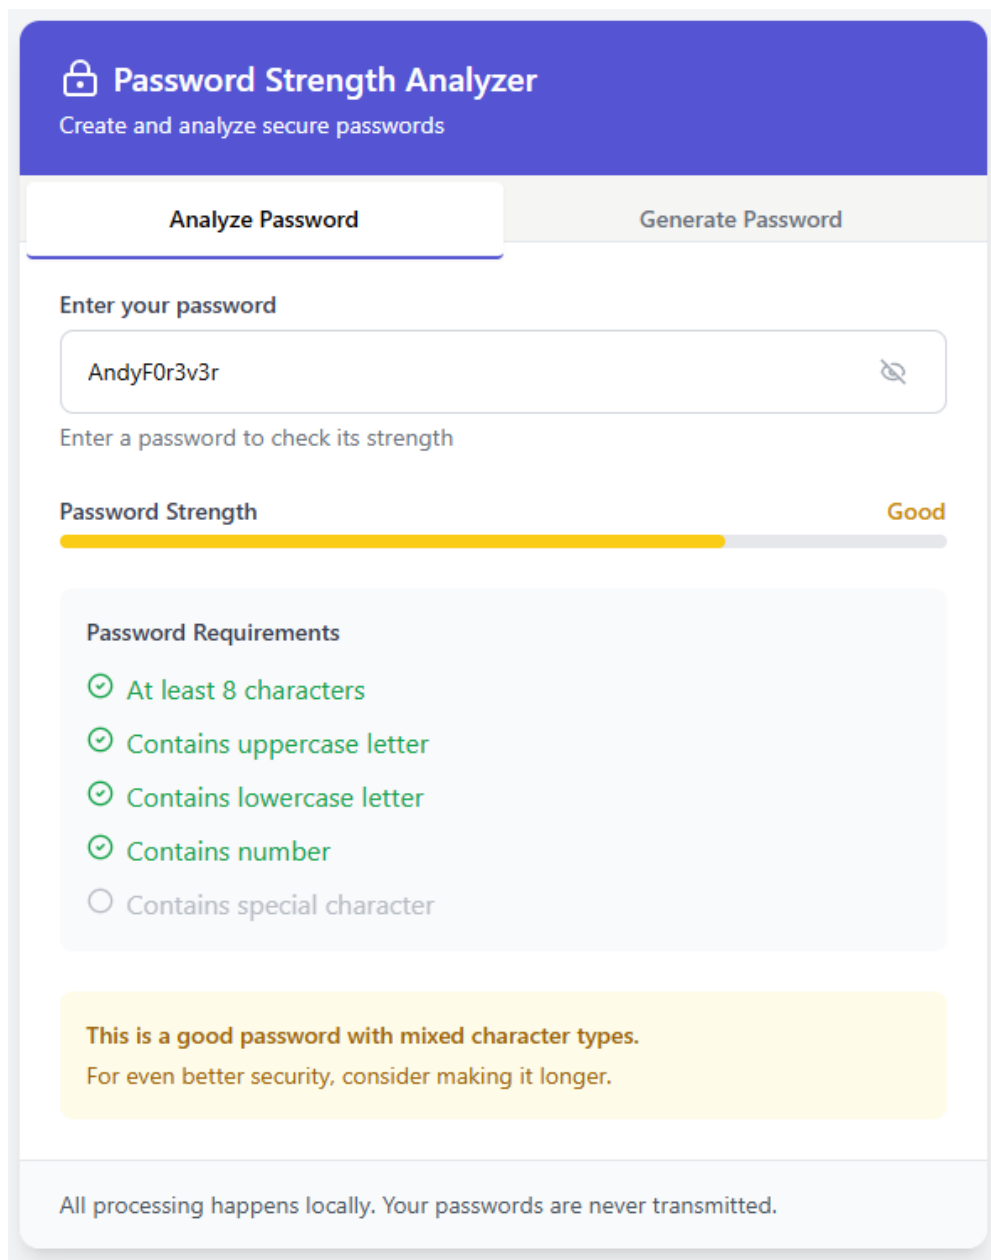 Password Strength Analyzer
Create and analyze secure passwords
Analyze Password
Generate Password
Enter your password
AndyF0r3v3r
Enter a password to check its strength
Password Strength
Good
Password Requirements
At least 8 characters
Contains uppercase letter
Contains lowercase letter
Contains number
Contains special character
This is a good password with mixed character types.
For even better security, consider making it longer.
All processing happens locally. Your passwords are never transmitted.